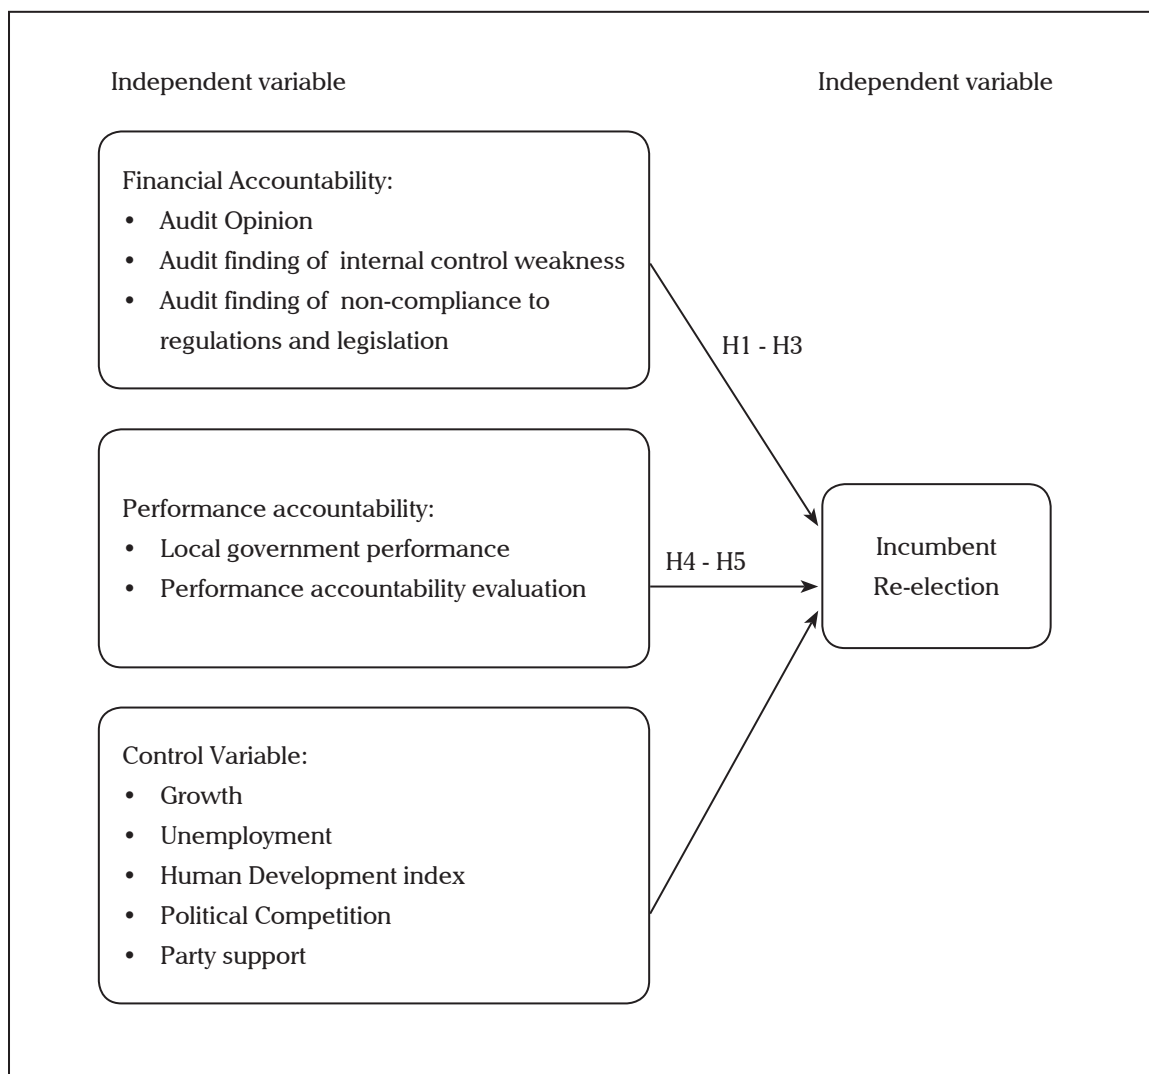 Independent variable
Independent variable
Financial Accountability:
• Audit Opinion
• Audit finding of internal control weakness
• Audit finding of non-compliance to
regulations and legislation
H1 - H3
Performance accountability:
• Local government performance
• Performance accountability evaluation
H4 - H5
Incumbent
Re-election
Control Variable:
• Growth
• Unemployment
• Human Development index
• Political Competition
• Party support